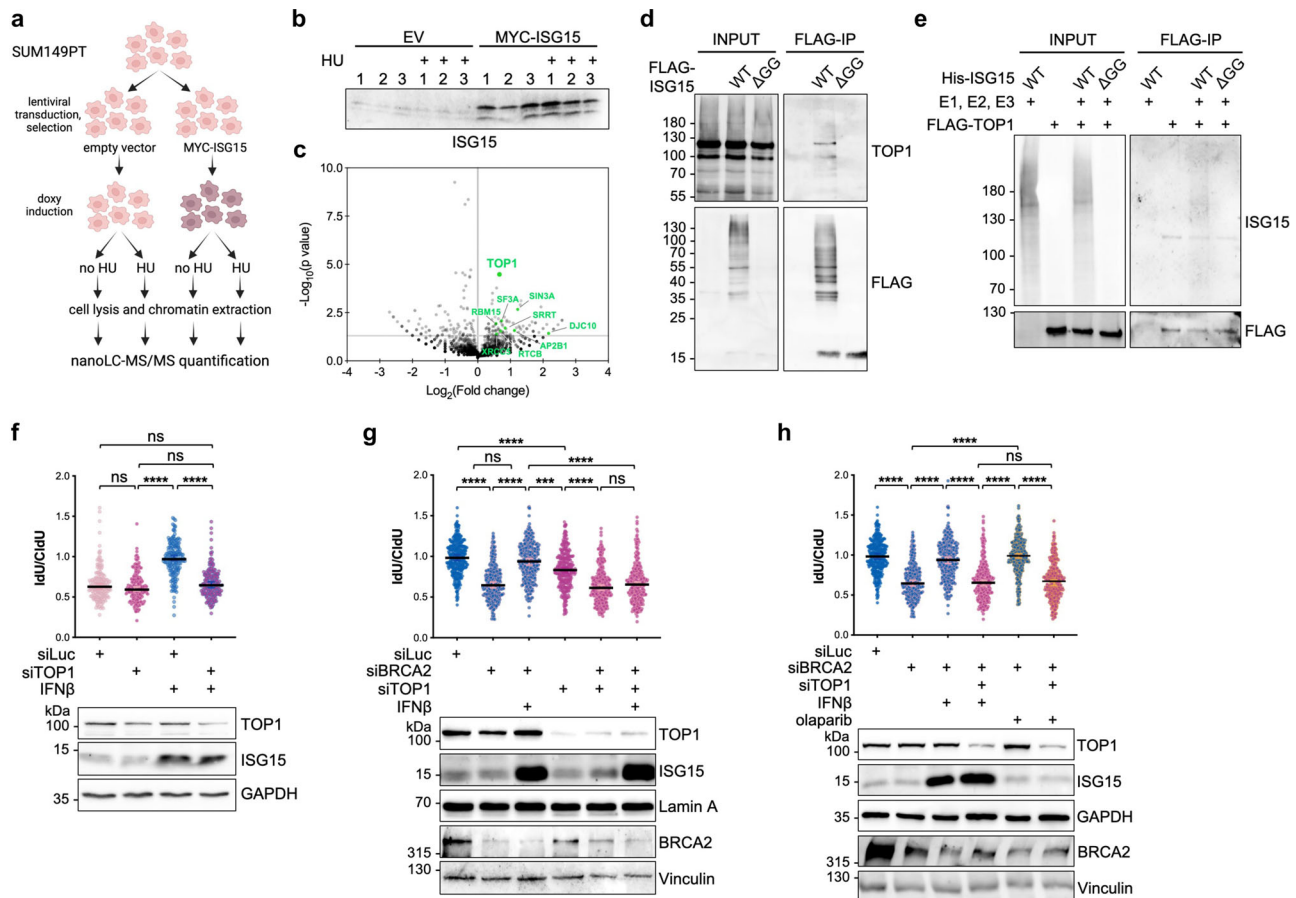 a
SUM149PT
lentiviral
transduction,
selection
empty vector
MYC-ISG15
doxy
induction
no HU HU no HU HU
cell lysis and chromatin extraction
nanoLC-MS/MS quantification
b
EV MYC-ISG15
HU + + + + + +
1 2 3 1 2 3 1 2 3 1 2 3
ISG15
c
10.0
7.5
5.0
2.5
0.0
-Log10(p value)
TOP1
SF3A
SIN3A
RBM15
SRRT
DJC10
AP2B1
RTCB
-4 -3 -2 -1 0 1 2 3 4
Log2(Fold change)
d
INPUT FLAG-IP
FLAG-
ISG15
WT ΔGG WT ΔGG
180
130
100
70
55
TOP1
130
100
70
55
40
35
25
15
FLAG
e
INPUT FLAG-IP
His-ISG15 WT WT ΔGG WT WT ΔGG
E1, E2, E3 + + + + + +
FLAG-TOP1 + + + + + +
180
130
100
70
ISG15
130
FLAG
f
ns
ns
ns **** ****
2.0
1.5
1.0
0.5
0.0
IdU/CldU
siLuc + +
siTOP1 + +
IFNβ + +
kDa
100
TOP1
15
ISG15
35
GAPDH
g
****
ns ****
**** **** *** **** ns
2.0
1.5
1.0
0.5
0.0
IdU/CldU
siLuc +
siBRCA2 + + + +
siTOP1 + + +
IFNβ + +
kDa
100
TOP1
15
ISG15
70
Lamin A
315
BRCA2
130
Vinculin
h
****
ns
**** **** **** **** ****
2.0
1.5
1.0
0.5
0.0
IdU/CldU
siLuc +
siBRCA2 + + + + +
siTOP1 + +
IFNβ + +
olaparib + +
kDa
100
TOP1
15
ISG15
35
GAPDH
315
BRCA2
130
Vinculin